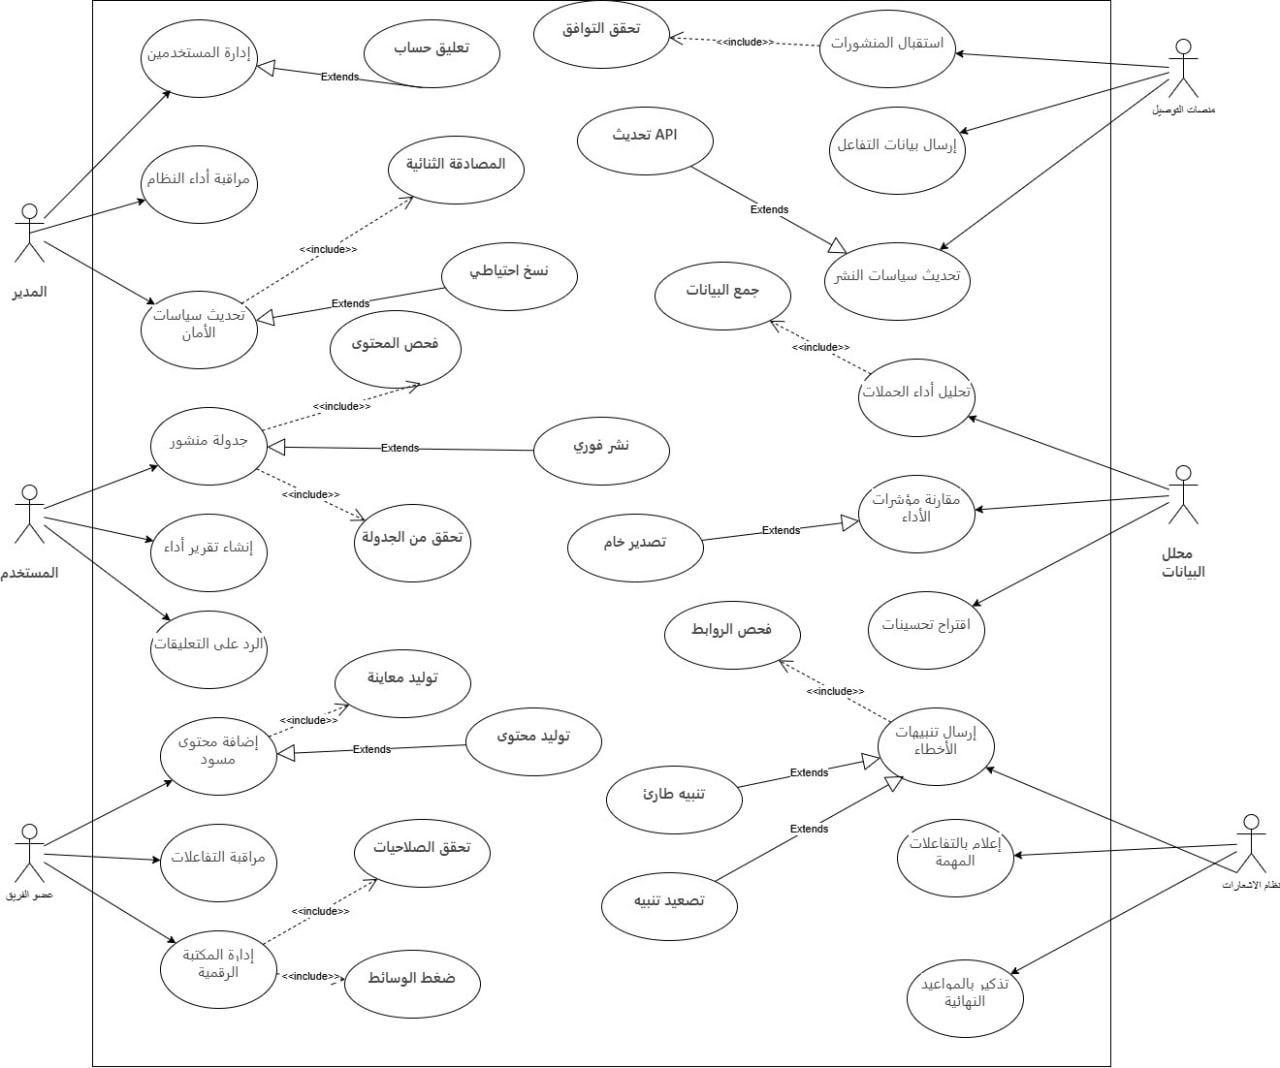 تعليق حساب
إدارة المستخدمين
Extends
تحقق التوافق
<<include>>
استقبال المنشورات
منصات التوصيل
إرسال بيانات التفاعل
تحديث API
Extends
تحديث سياسات النشر
المصادقة الثنائية
مراقبة أداء النظام
<<include>>
المدير
نسخ احتياطي
Extends
تحديث سياسات
الأمان
جمع البيانات
<<include>>
تحليل أداء الحملات
فحص المحتوى
<<include>>
جدولة منشور
Extends
نشر فوري
<<include>>
تحقق من الجدولة
إنشاء تقرير أداء
المستخدم
الرد على التعليقات
مقارنة مؤشرات
الأداء
Extends
تصدير خام
محلل
البيانات
اقتراح تحسينات
فحص الروابط
<<include>>
إرسال تنبيهات
الأخطاء
توليد معاينة
<<include>>
إضافة محتوى
مسود
Extends
توليد محتوى
Extends
تنبيه طارئ
Extends
تصعيد تنبيه
إعلام بالتفاعلات
المهمة
نظام الاشعارات
تحقق الصلاحيات
مراقبة التفاعلات
عضو الفريق
<<include>>
إدارة المكتبة
الرقمية
<<include>>
ضغط الوسائط
تذكير بالمواعيد
النهائية